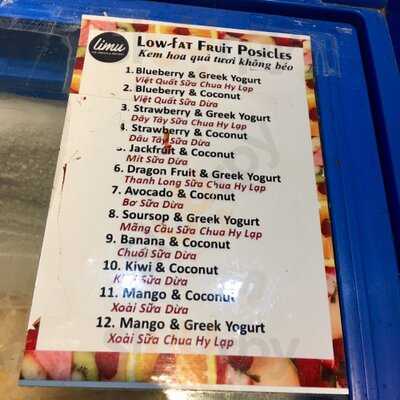 limu
LOW-FAT FRUIT POSICLES
Kem hoa quả tươi không béo
1. Blueberry & Greek Yogurt
Việt Quất Sữa Chua Hy Lạp
2. Blueberry & Coconut
Việt Quất Sữa Dừa
3. Strawberry & Greek Yogurt
Dây Tây Sữa Chua Hy Lạp
4. Strawberry & Coconut
Dâu Tây Sữa Dừa
5. Jackfruit & Coconut
Mít Sữa Dừa
6. Dragon Fruit & Greek Yogurt
Thanh Long Sữa Chua Hy Lạp
7. Avocado & Coconut
Bơ Sữa Dừa
8. Soursop & Greek Yogurt
Mãng Cầu Sữa Chua Hy Lạp
9. Banana & Coconut
Chuối Sữa Dừa
10. Kiwi & Coconut
Kiwi Sữa Dừa
11. Mango & Coconut
Xoài Sữa Dừa
12. Mango & Greek Yogurt
Xoài Sữa Chua Hy Lạp